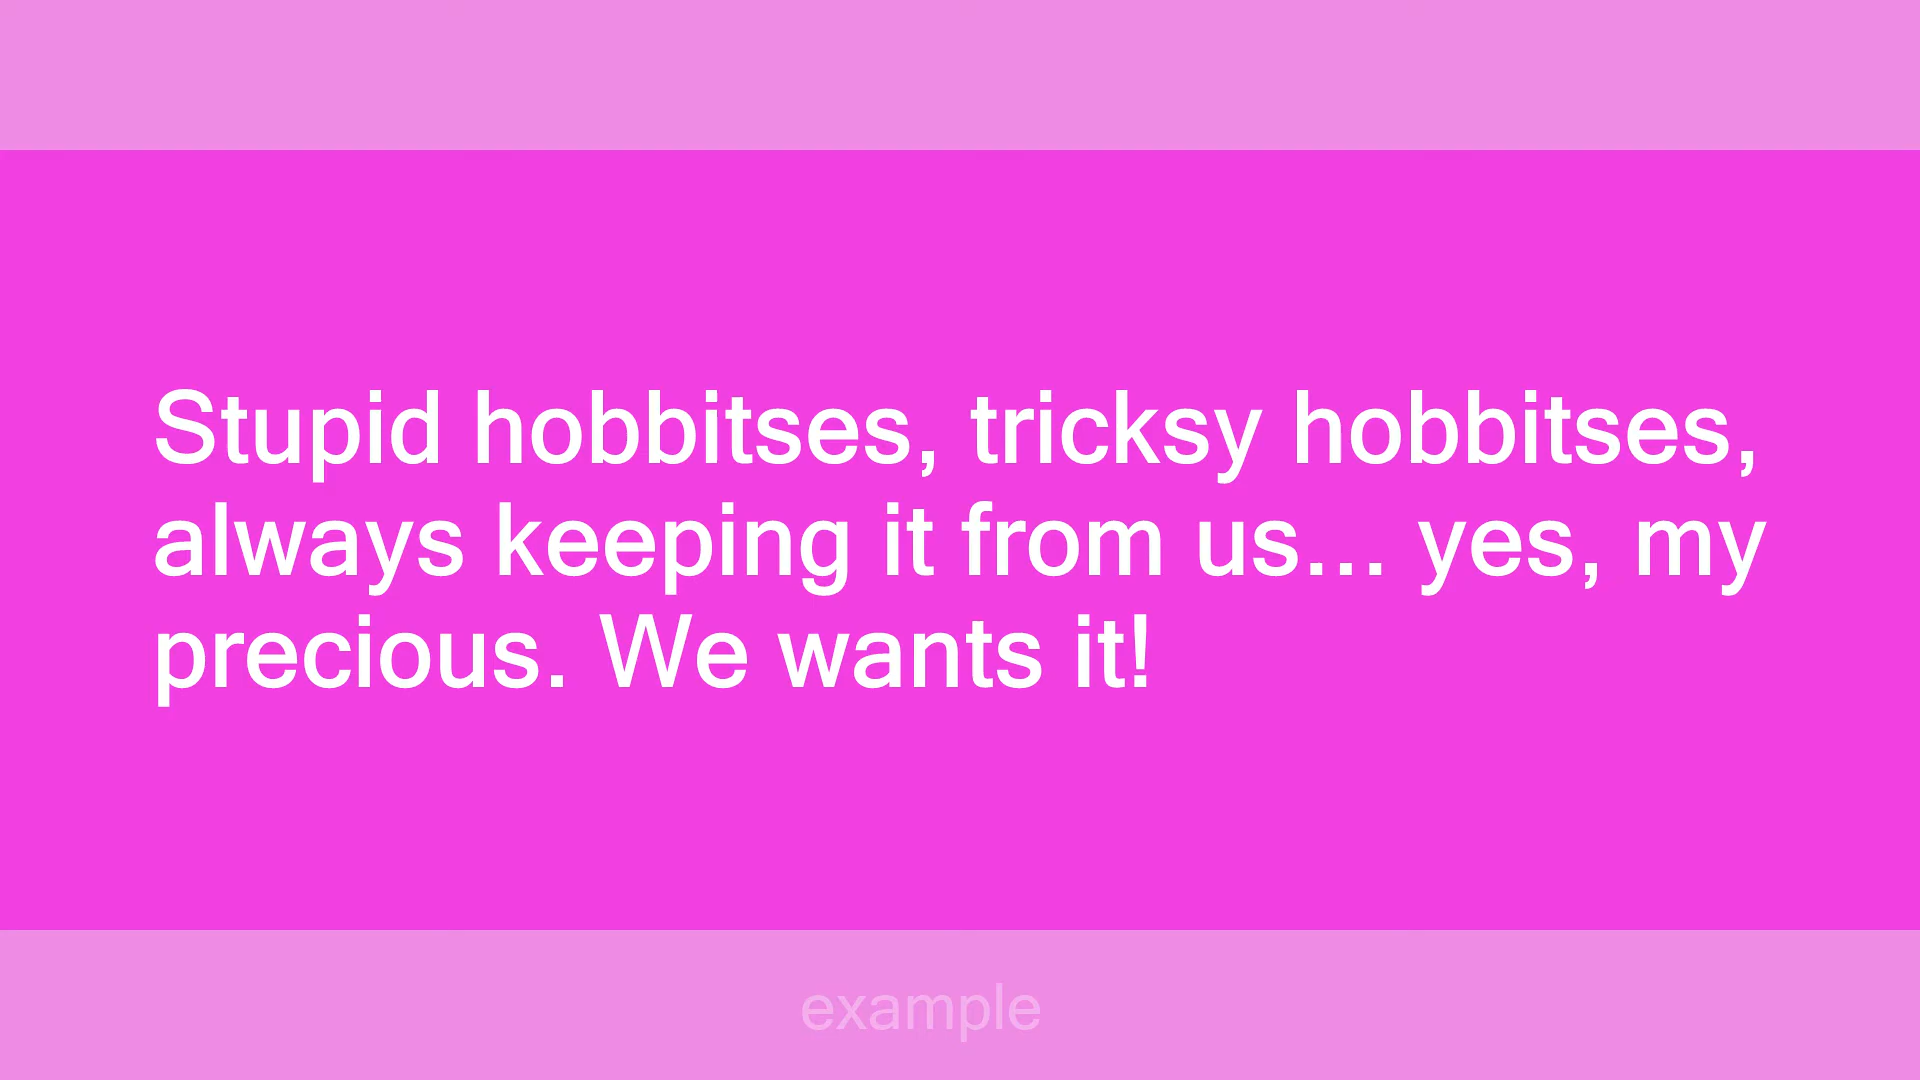 Stupid hobbitses, tricksy hobbitses,
always keeping it from us... yes, my
precious. We wants it!
example